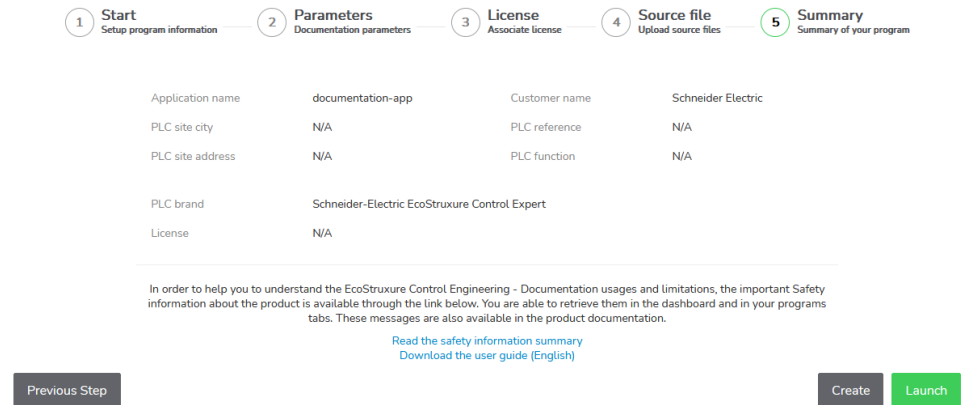 1 Start
Setup program information
2 Parameters
Documentation parameters
3 License
Associate license
4 Source file
Upload source files
5 Summary
Summary of your program
Application name documentation-app Customer name Schneider Electric
PLC site city N/A PLC reference N/A
PLC site address N/A PLC function N/A
PLC brand Schneider-Electric EcoStruxure Control Expert
License N/A
In order to help you to understand the EcoStruxure Control Engineering - Documentation usages and limitations, the important Safety
information about the product is available through the link below. You are able to retrieve them in the dashboard and in your programs
tabs. These messages are also available in the product documentation.
Read the safety information summary
Download the user guide (English)
Previous Step Create Launch